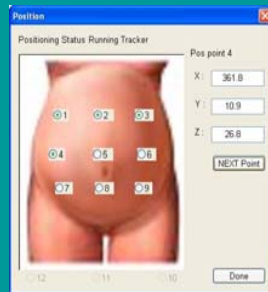 Position
Positioning Status Running Tracker
Pos point 4
X: 361.8
Y: 10.9
Z: 26.8
NEXT Point
1 2 3
4 5 6
7 8 9
12 11 10
Done